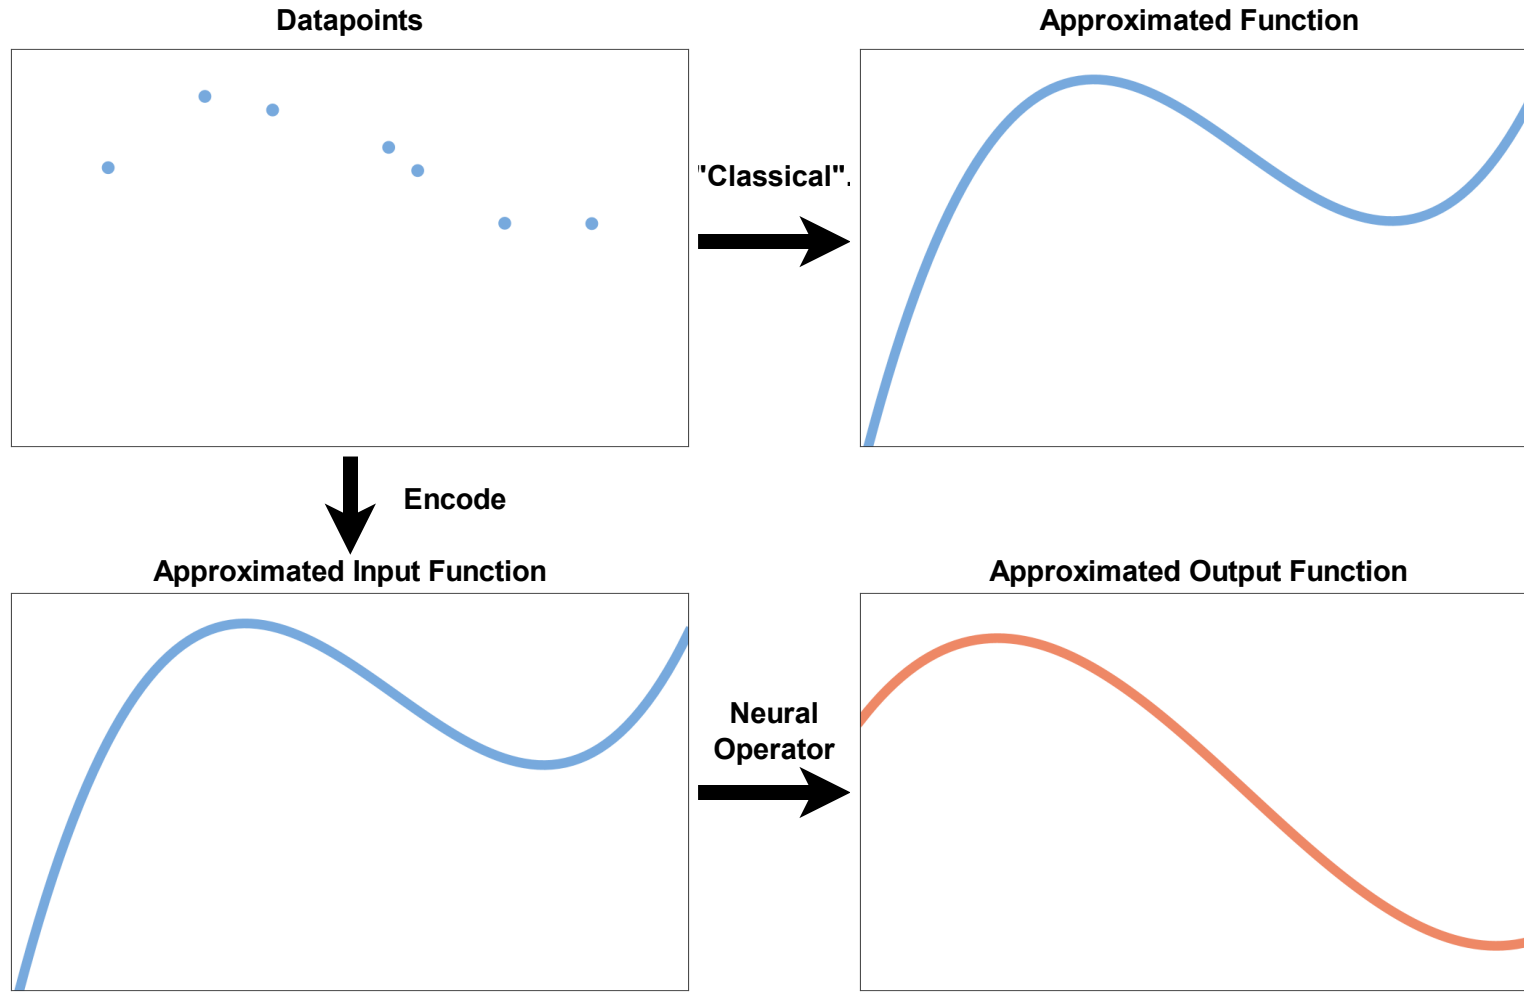 Datapoints
Approximated Function
"Classical".
Encode
Approximated Input Function
Approximated Output Function
Neural
Operator